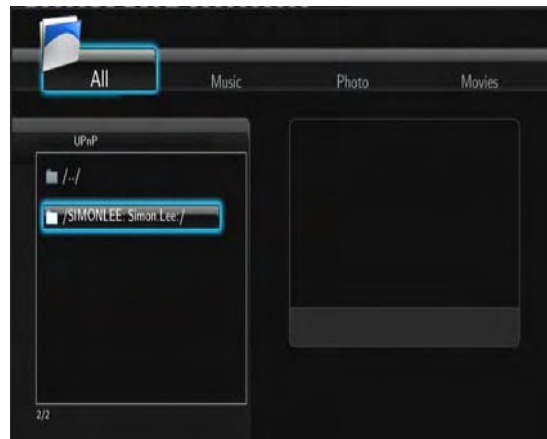 All Music Photo Movies
UPnP
/../
/SIMONLEE: Simon.Lee:/
2/2